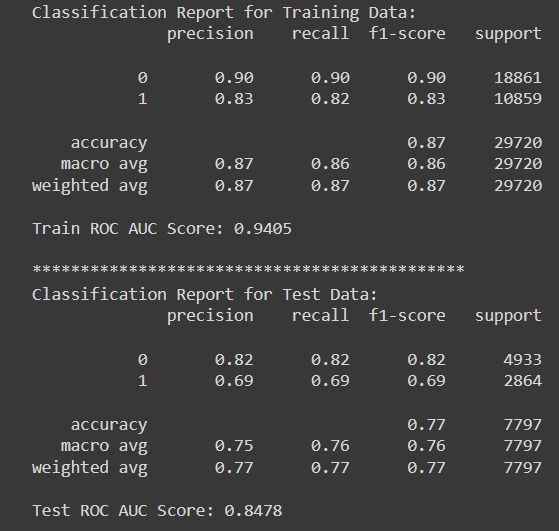 Classification Report for Training Data:
precision recall f1-score support
0 0.90 0.90 0.90 18861
1 0.83 0.82 0.83 10859
accuracy 0.87 29720
macro avg 0.87 0.86 0.86 29720
weighted avg 0.87 0.87 0.87 29720
Train ROC AUC Score: 0.9405
*********************************************
Classification Report for Test Data:
precision recall f1-score support
0 0.82 0.82 0.82 4933
1 0.69 0.69 0.69 2864
accuracy 0.77 7797
macro avg 0.75 0.76 0.76 7797
weighted avg 0.77 0.77 0.77 7797
Test ROC AUC Score: 0.8478